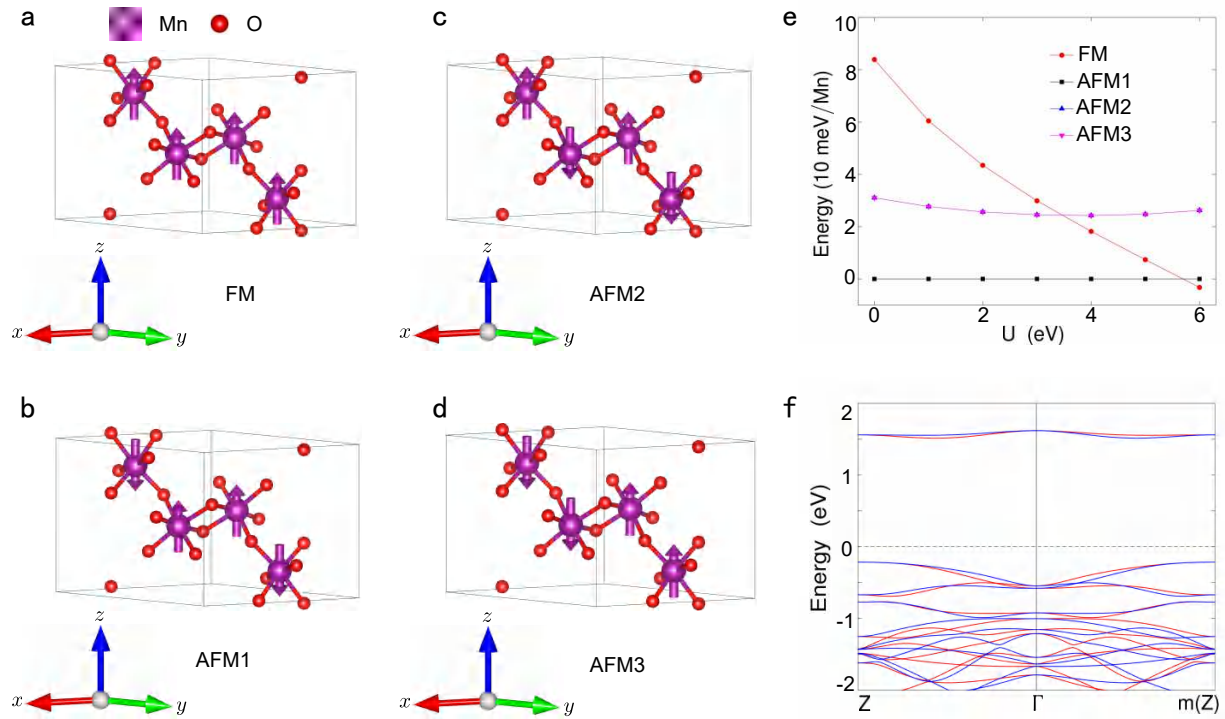 a
Mn
O
z
x
y
FM
c
z
x
y
AFM2
b
z
x
y
AFM1
d
z
x
y
AFM3
e
Energy (10 meV/Mn)
10
8
6
4
2
0
FM
AFM1
AFM2
AFM3
0
2
4
6
U (eV)
f
Energy (eV)
2
1
0
-1
-2
Z
Γ
m(Z)